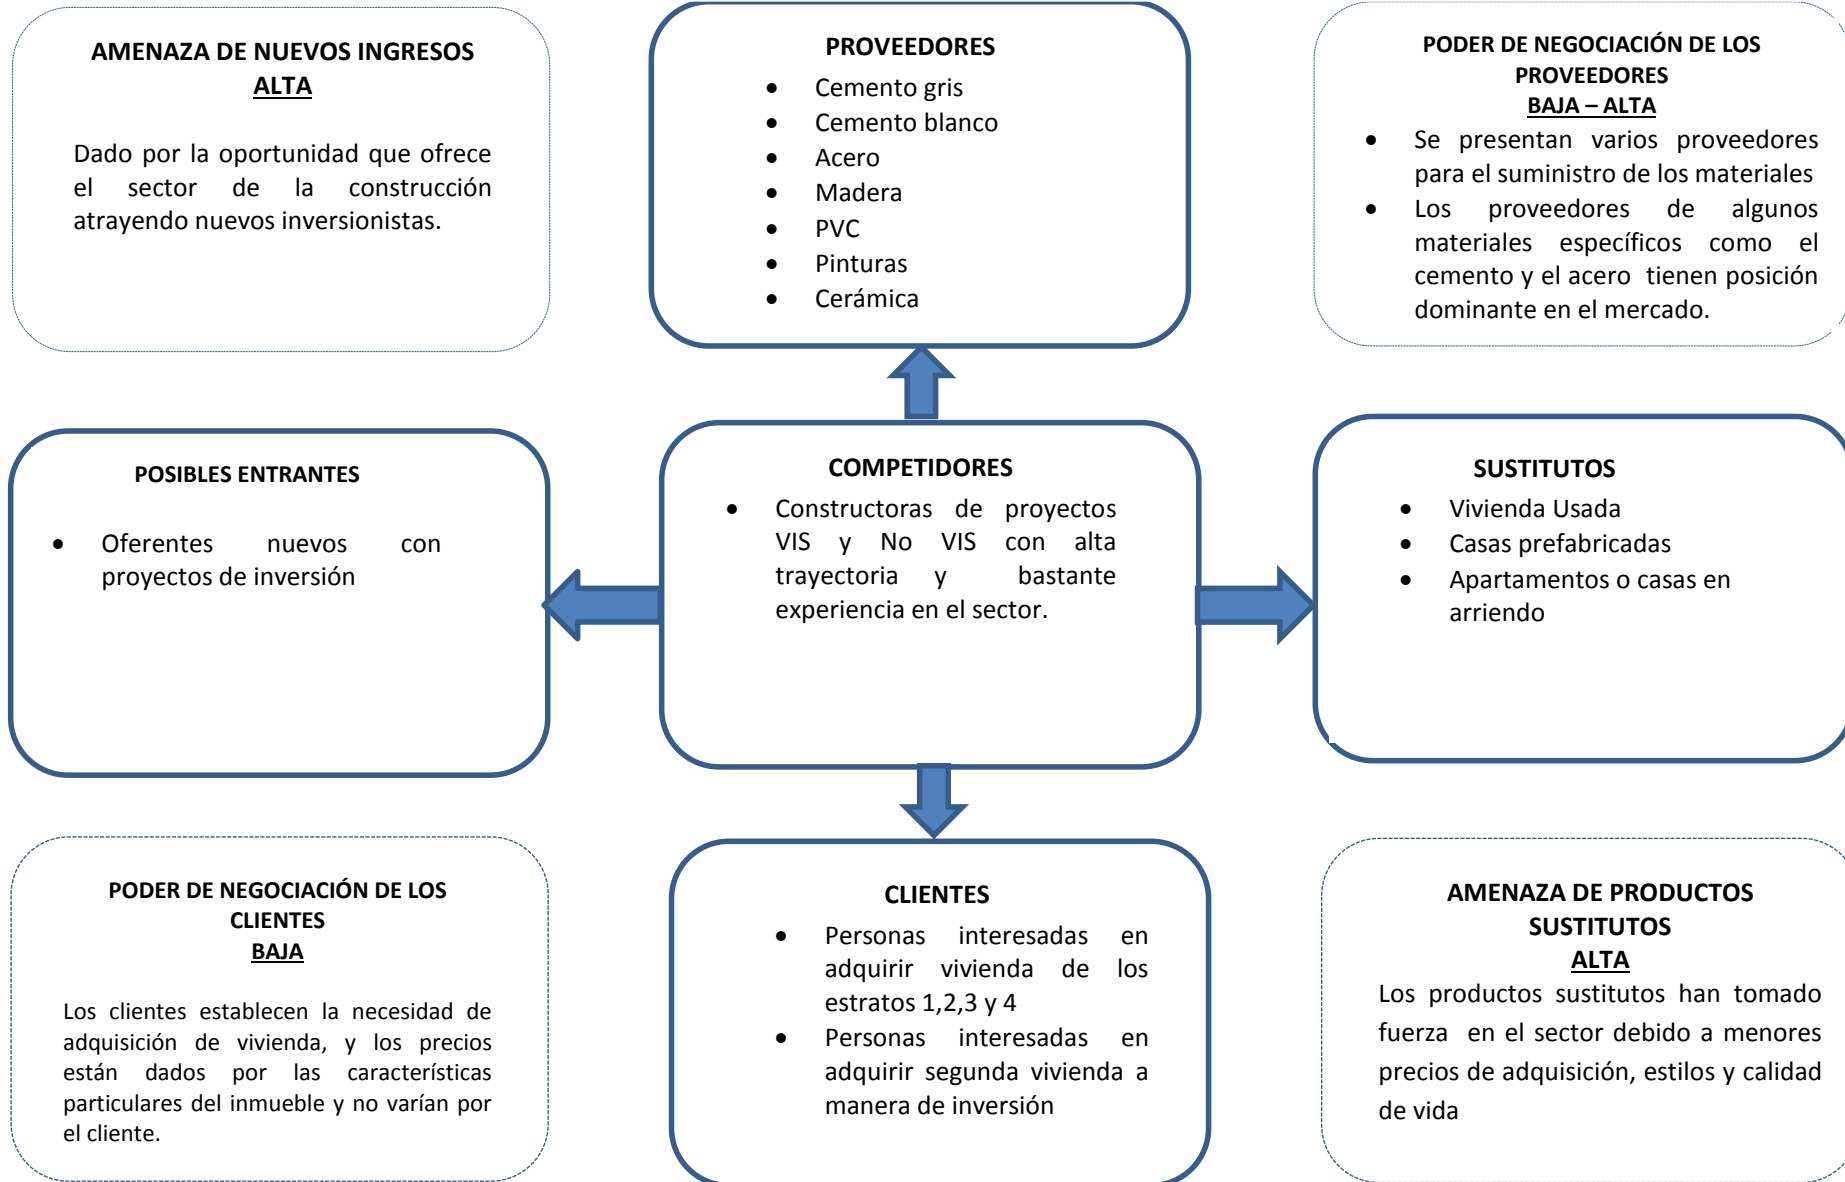 AMENAZA DE NUEVOS INGRESOS
ALTA
Dado por la oportunidad que ofrece
el sector de la construcción
atrayendo nuevos inversionistas.
PROVEEDORES
• Cemento gris
• Cemento blanco
• Acero
• Madera
• PVC
• Pinturas
• Cerámica
PODER DE NEGOCIACIÓN DE LOS
PROVEEDORES
BAJA – ALTA
• Se presentan varios proveedores
para el suministro de los materiales
• Los proveedores de algunos
materiales específicos como el
cemento y el acero tienen posición
dominante en el mercado.
POSIBLES ENTRANTES
• Oferentes nuevos con
proyectos de inversión
COMPETIDORES
• Constructoras de proyectos
VIS y No VIS con alta
trayectoria y bastante
experiencia en el sector.
SUSTITUTOS
• Vivienda Usada
• Casas prefabricadas
• Apartamentos o casas en
arriendo
PODER DE NEGOCIACIÓN DE LOS
CLIENTES
BAJA
Los clientes establecen la necesidad de
adquisición de vivienda, y los precios
están dados por las características
particulares del inmueble y no varían por
el cliente.
CLIENTES
• Personas interesadas en
adquirir vivienda de los
estratos 1,2,3 y 4
• Personas interesadas en
adquirir segunda vivienda a
manera de inversión
AMENAZA DE PRODUCTOS
SUSTITUTOS
ALTA
Los productos sustitutos han tomado
fuerza en el sector debido a menores
precios de adquisición, estilos y calidad
de vida